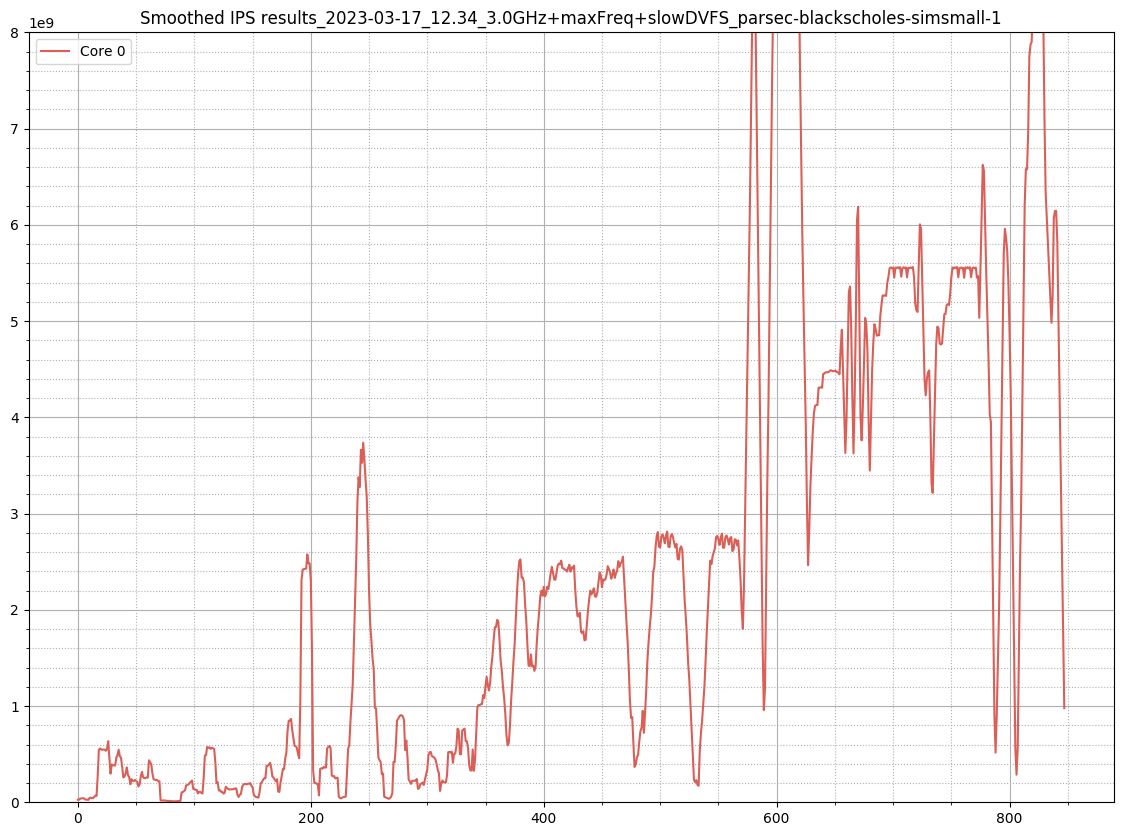 Smoothed IPS results_2023-03-17_12.34_3.0GHz+maxFreq+slowDVFS_parsec-blackscholes-simsmall-1
1e9
Core 0
8
7
6
5
4
3
2
1
0
0 200 400 600 800